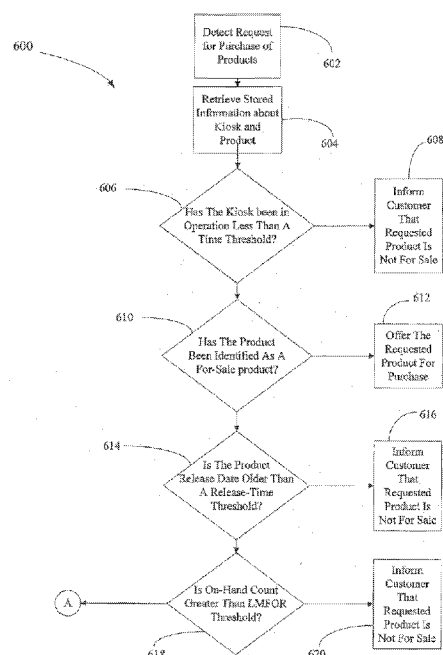 600
Detect Request
for Purchase of
Products
602
Retrieve Stored
Information about
Kiosk and
Product
604
606
Has The Kiosk been in
Operation Less Than A
Time Threshold?
608
Inform
Customer
That
Requested
Product Is
Not For Sale
610
Has The Product
Been Identified As A
For-Sale product?
612
Offer The
Requested
Product For
Purchase
614
Is The Product
Release Date Older Than
A Release-Time
Threshold?
616
Inform
Customer
That
Requested
Product Is
Not For Sale
A
Is On-Hand Count
Greater Than LMFOR
Threshold?
618
Inform
Customer
That
Requested
Product Is
Not For Sale
620